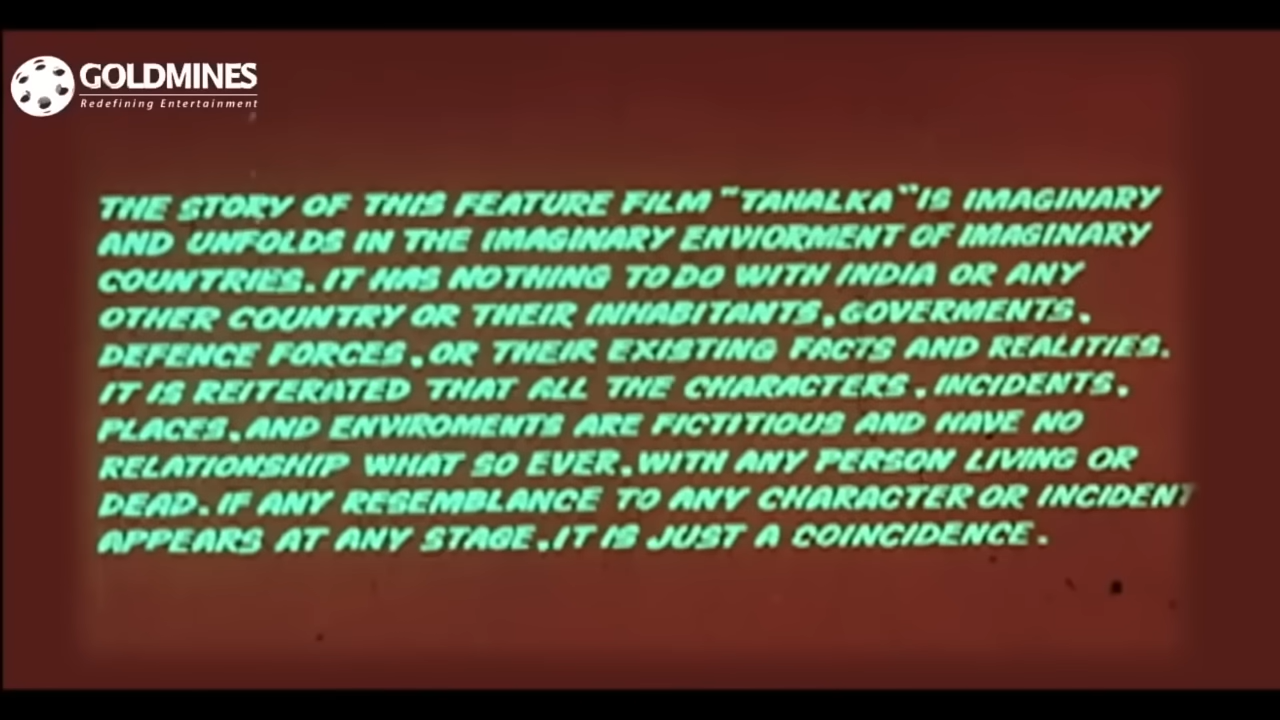 GOLDMINES
Redefining Entertainment
THE STORY OF THIS FEATURE FILM "TAHALKA" IS IMAGINARY
AND UNFOLDS IN THE IMAGINARY ENVIORMENT OF IMAGINARY
COUNTRIES. IT HAS NOTHING TO DO WITH INDIA OR ANY
OTHER COUNTRY OR THEIR INHABITANTS, GOVERMENTS,
DEFENCE FORCES, OR THEIR EXISTING FACTS AND REALITIES.
IT IS REITERATED THAT ALL THE CHARACTERS, INCIDENTS,
PLACES, AND ENVIROMENTS ARE FICTITIOUS AND HAVE NO
RELATIONSHIP WHAT SO EVER, WITH ANY PERSON LIVING OR
DEAD. IF ANY RESEMBLANCE TO ANY CHARACTER OR INCIDENT
APPEARS AT ANY STAGE, IT IS JUST A COINCIDENCE.